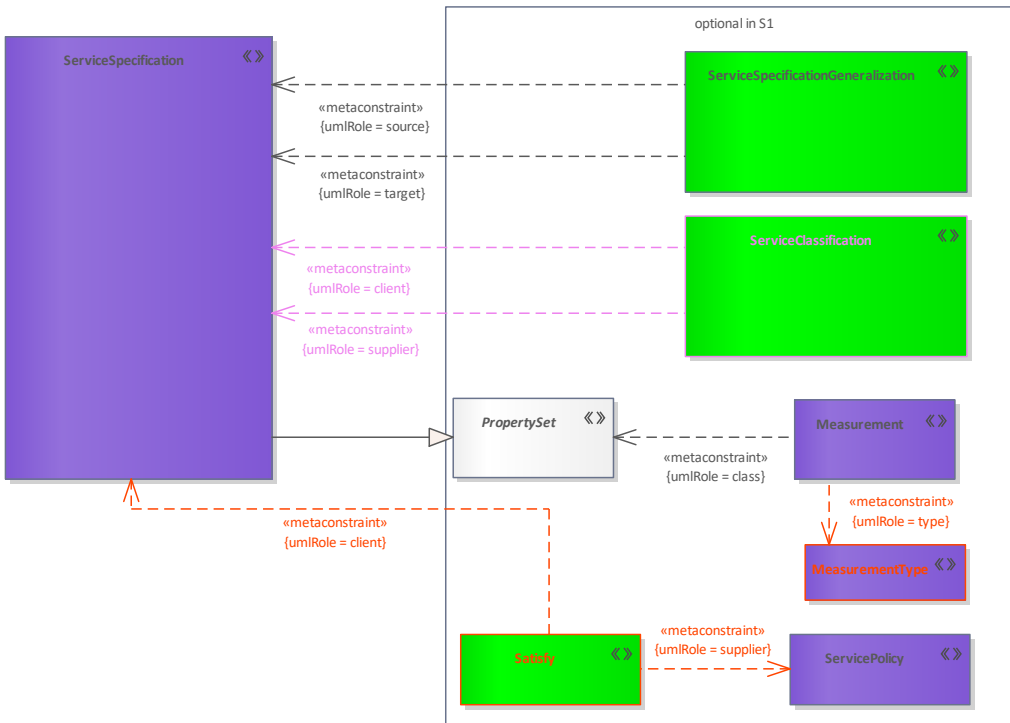 optional in S1
ServiceSpecification
ServiceSpecificationGeneralization
«metaconstraint»
{umlRole = source}
«metaconstraint»
{umlRole = target}
ServiceClassification
«metaconstraint»
{umlRole = client}
«metaconstraint»
{umlRole = supplier}
PropertySet
Measurement
«metaconstraint»
{umlRole = class}
«metaconstraint»
{umlRole = type}
«metaconstraint»
{umlRole = client}
MeasurementType
Satisfy
«metaconstraint»
{umlRole = supplier}
ServicePolicy